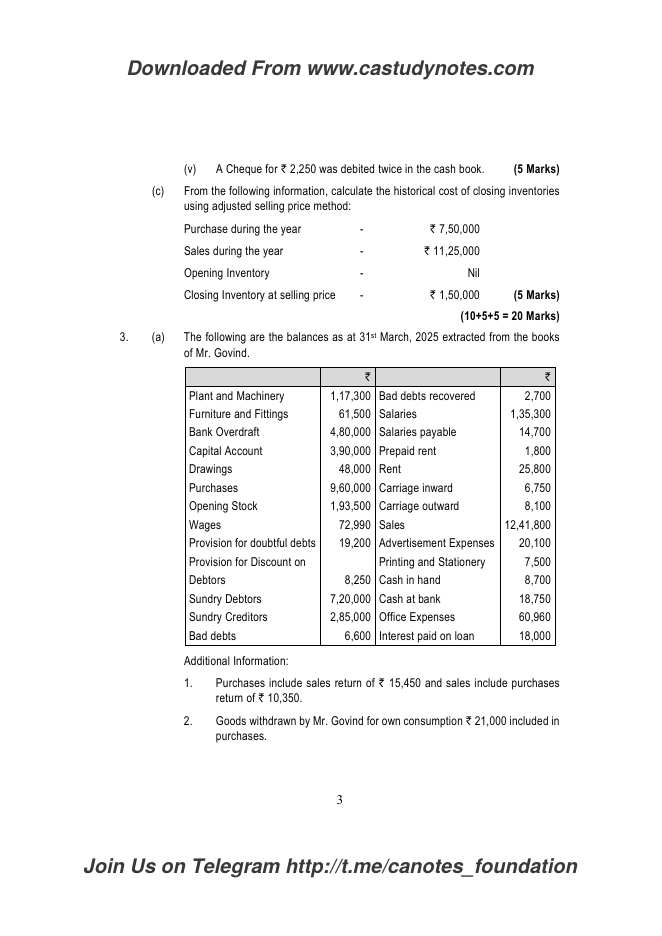 Downloaded From www.castudynotes.com
(v) A Cheque for ₹ 2,250 was debited twice in the cash book. (5 Marks)
(c) From the following information, calculate the historical cost of closing inventories
using adjusted selling price method:
Purchase during the year - ₹ 7,50,000
Sales during the year - ₹ 11,25,000
Opening Inventory - Nil
Closing Inventory at selling price - ₹ 1,50,000 (5 Marks)
(10+5+5 = 20 Marks)
3. (a) The following are the balances as at 31st March, 2025 extracted from the books
of Mr. Govind.
₹ ₹
Plant and Machinery 1,17,300 Bad debts recovered 2,700
Furniture and Fittings 61,500 Salaries 1,35,300
Bank Overdraft 4,80,000 Salaries payable 14,700
Capital Account 3,90,000 Prepaid rent 1,800
Drawings 48,000 Rent 25,800
Purchases 9,60,000 Carriage inward 6,750
Opening Stock 1,93,500 Carriage outward 8,100
Wages 72,990 Sales 12,41,800
Provision for doubtful debts 19,200 Advertisement Expenses 20,100
Provision for Discount on Printing and Stationery 7,500
Debtors 8,250 Cash in hand 8,700
Sundry Debtors 7,20,000 Cash at bank 18,750
Sundry Creditors 2,85,000 Office Expenses 60,960
Bad debts 6,600 Interest paid on loan 18,000
Additional Information:
1. Purchases include sales return of ₹ 15,450 and sales include purchases
return of ₹ 10,350.
2. Goods withdrawn by Mr. Govind for own consumption ₹ 21,000 included in
purchases.
3
Join Us on Telegram http://t.me/canotes_foundation